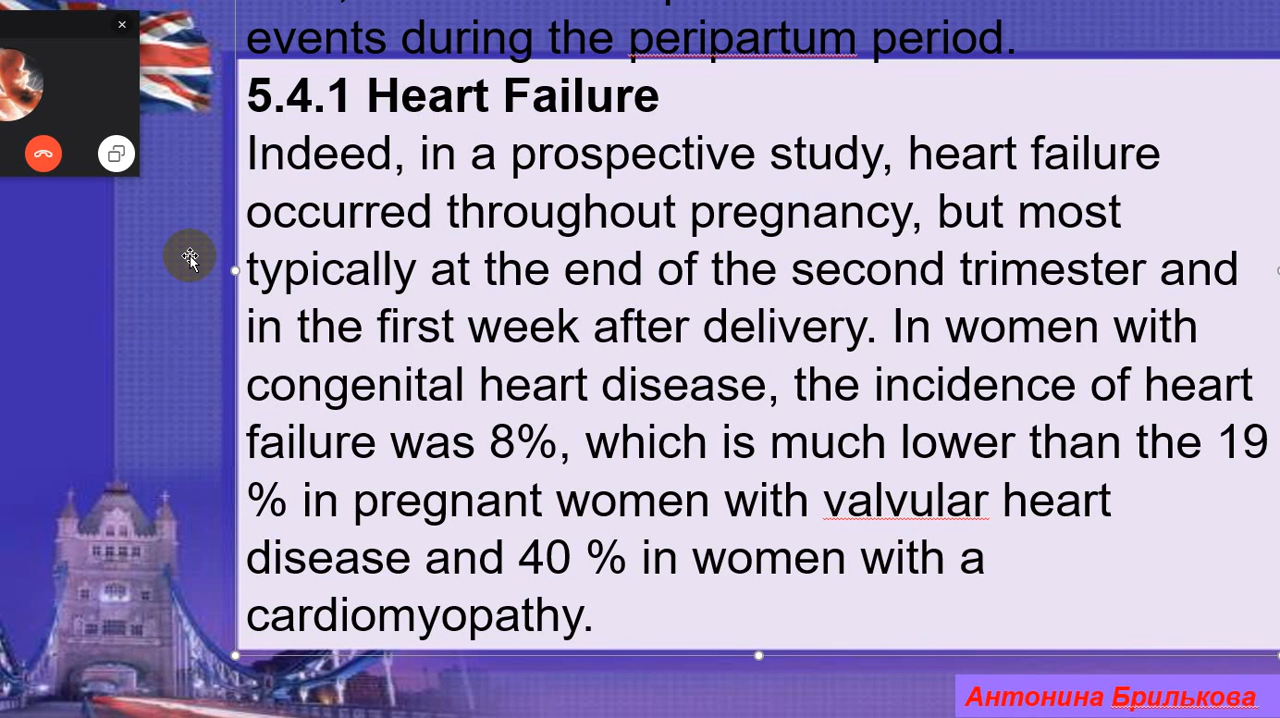 events during the peripartum period.
5.4.1 Heart Failure
Indeed, in a prospective study, heart failure
occurred throughout pregnancy, but most
typically at the end of the second trimester and
in the first week after delivery. In women with
congenital heart disease, the incidence of heart
failure was 8%, which is much lower than the 19
% in pregnant women with valvular heart
disease and 40 % in women with a
cardiomyopathy.
Антонина Брилькова